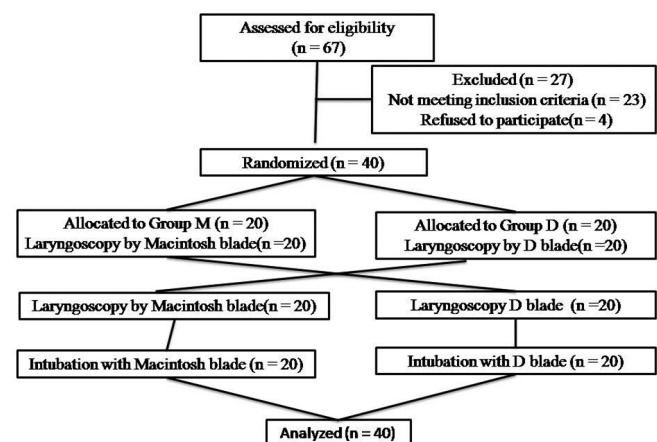 Assessed for eligibility
(n = 67)
Excluded (n = 27)
Not meeting inclusion criteria (n = 23)
Refused to participate(n = 4)
Randomized (n = 40)
Allocated to Group M (n = 20)
Laryngoscopy by Macintosh blade(n =20)
Allocated to Group D (n = 20)
Laryngoscopy by D blade(n =20)
Laryngoscopy by Macintosh blade(n = 20)
Laryngoscopy D blade (n =20)
Intubation with Macintosh blade (n = 20)
Intubation with D blade (n = 20)
Analyzed (n = 40)